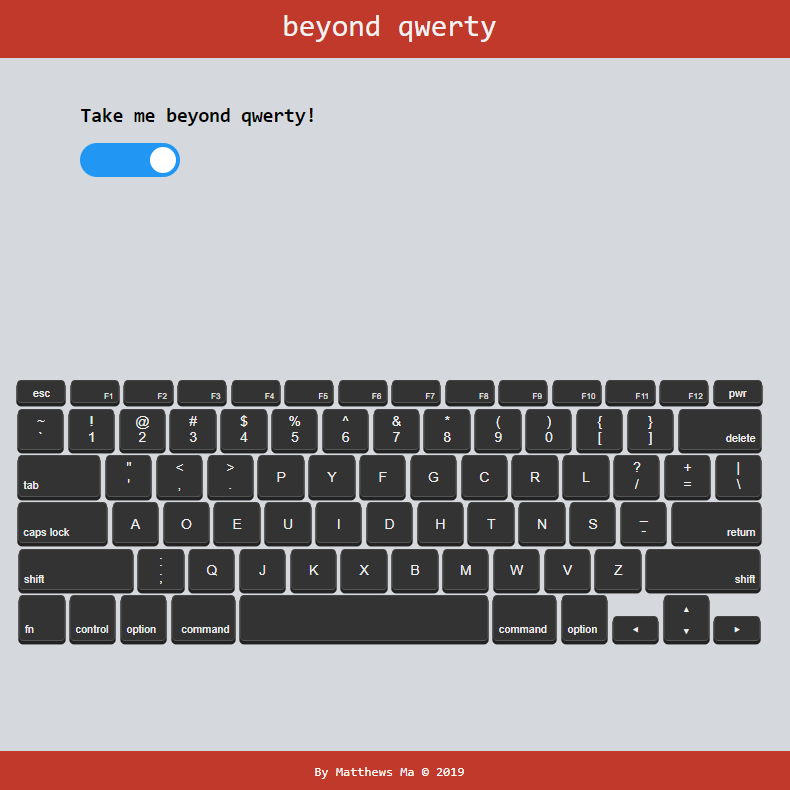 beyond qwerty
Take me beyond qwerty!
esc F1 F2 F3 F4 F5 F6 F7 F8 F9 F10 F11 F12 pwr
~ ! @ # $ % ^ & * ( ) { }
` 1 2 3 4 5 6 7 8 9 0 [ ] delete
" < > P Y F G C R L ? + |
tab ' , . / = \
caps lock A O E U I D H T N S _ - return
shift : ; Q J K X B M W V Z shift
fn control option command command option ◄ ▲ ▼ ►
By Matthews Ma © 2019